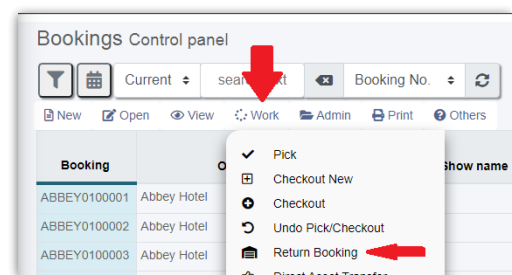 Bookings Control panel
Current Booking No.
New Open View Work Admin Print Others
Pick
Booking Show name
Checkout New
ABBEY0100001 Abbey Hotel
Checkout
ABBEY0100002 Abbey Hotel
Undo Pick/Checkout
ABBEY0100003 Abbey Hotel
Return Booking